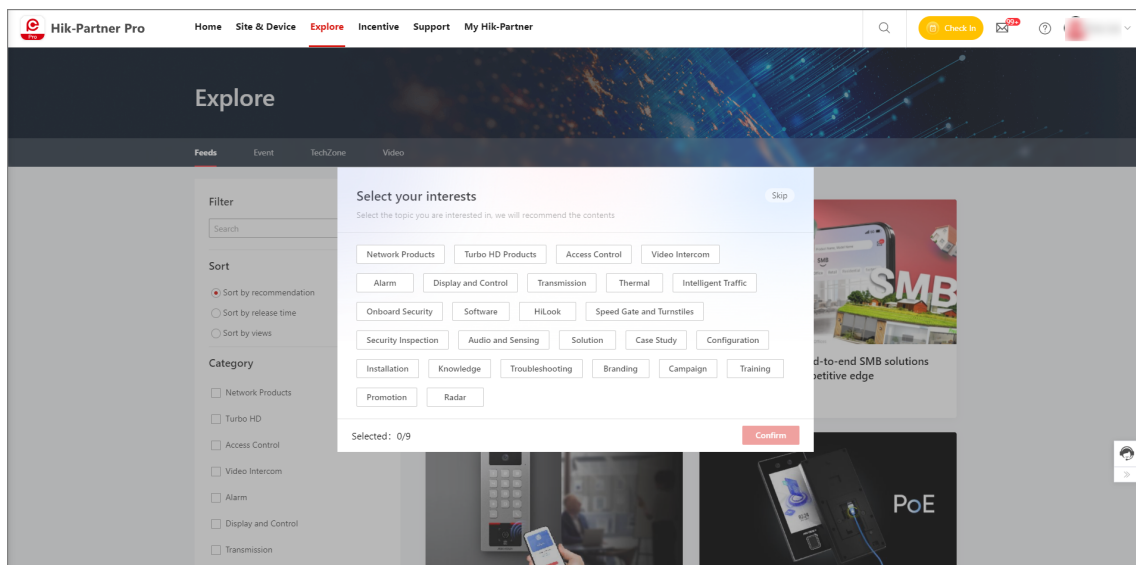 Hik-Partner Pro Home Site & Device Explore Incentive Support My Hik-Partner Check In 99+
Pro
Explore
Feeds Event TechZone Video
Filter
Search
Sort
Sort by recommendation
Sort by release time
Sort by views
Category
Network Products
Turbo HD
Access Control
Video Intercom
Alarm
Display and Control
Transmission
Select your interests Skip
Select the topic you are interested in, we will recommend the contents
Network Products Turbo HD Products Access Control Video Intercom
Alarm Display and Control Transmission Thermal Intelligent Traffic
Onboard Security Software HiLook Speed Gate and Turnstiles
Security Inspection Audio and Sensing Solution Case Study Configuration
Installation Knowledge Troubleshooting Branding Campaign Training
Promotion Radar
Selected: 0/9 Confirm
SMB
d-to-end SMB solutions
petitive edge
PoE